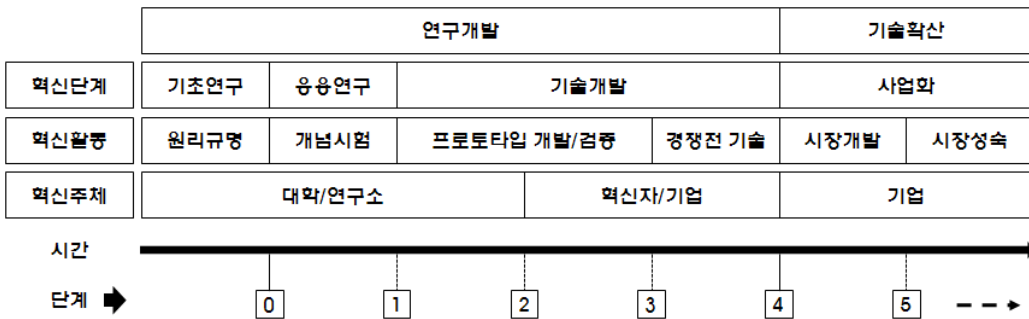 연구개발 기술확산
혁신단계 기초연구 응용연구 기술개발 사업화
혁신활동 원리규명 개념시험 프로토타입 개발/검증 경쟁전 기술 시장개발 시장성숙
혁신주체 대학/연구소 혁신자/기업 기업
시간
단계 0 1 2 3 4 5